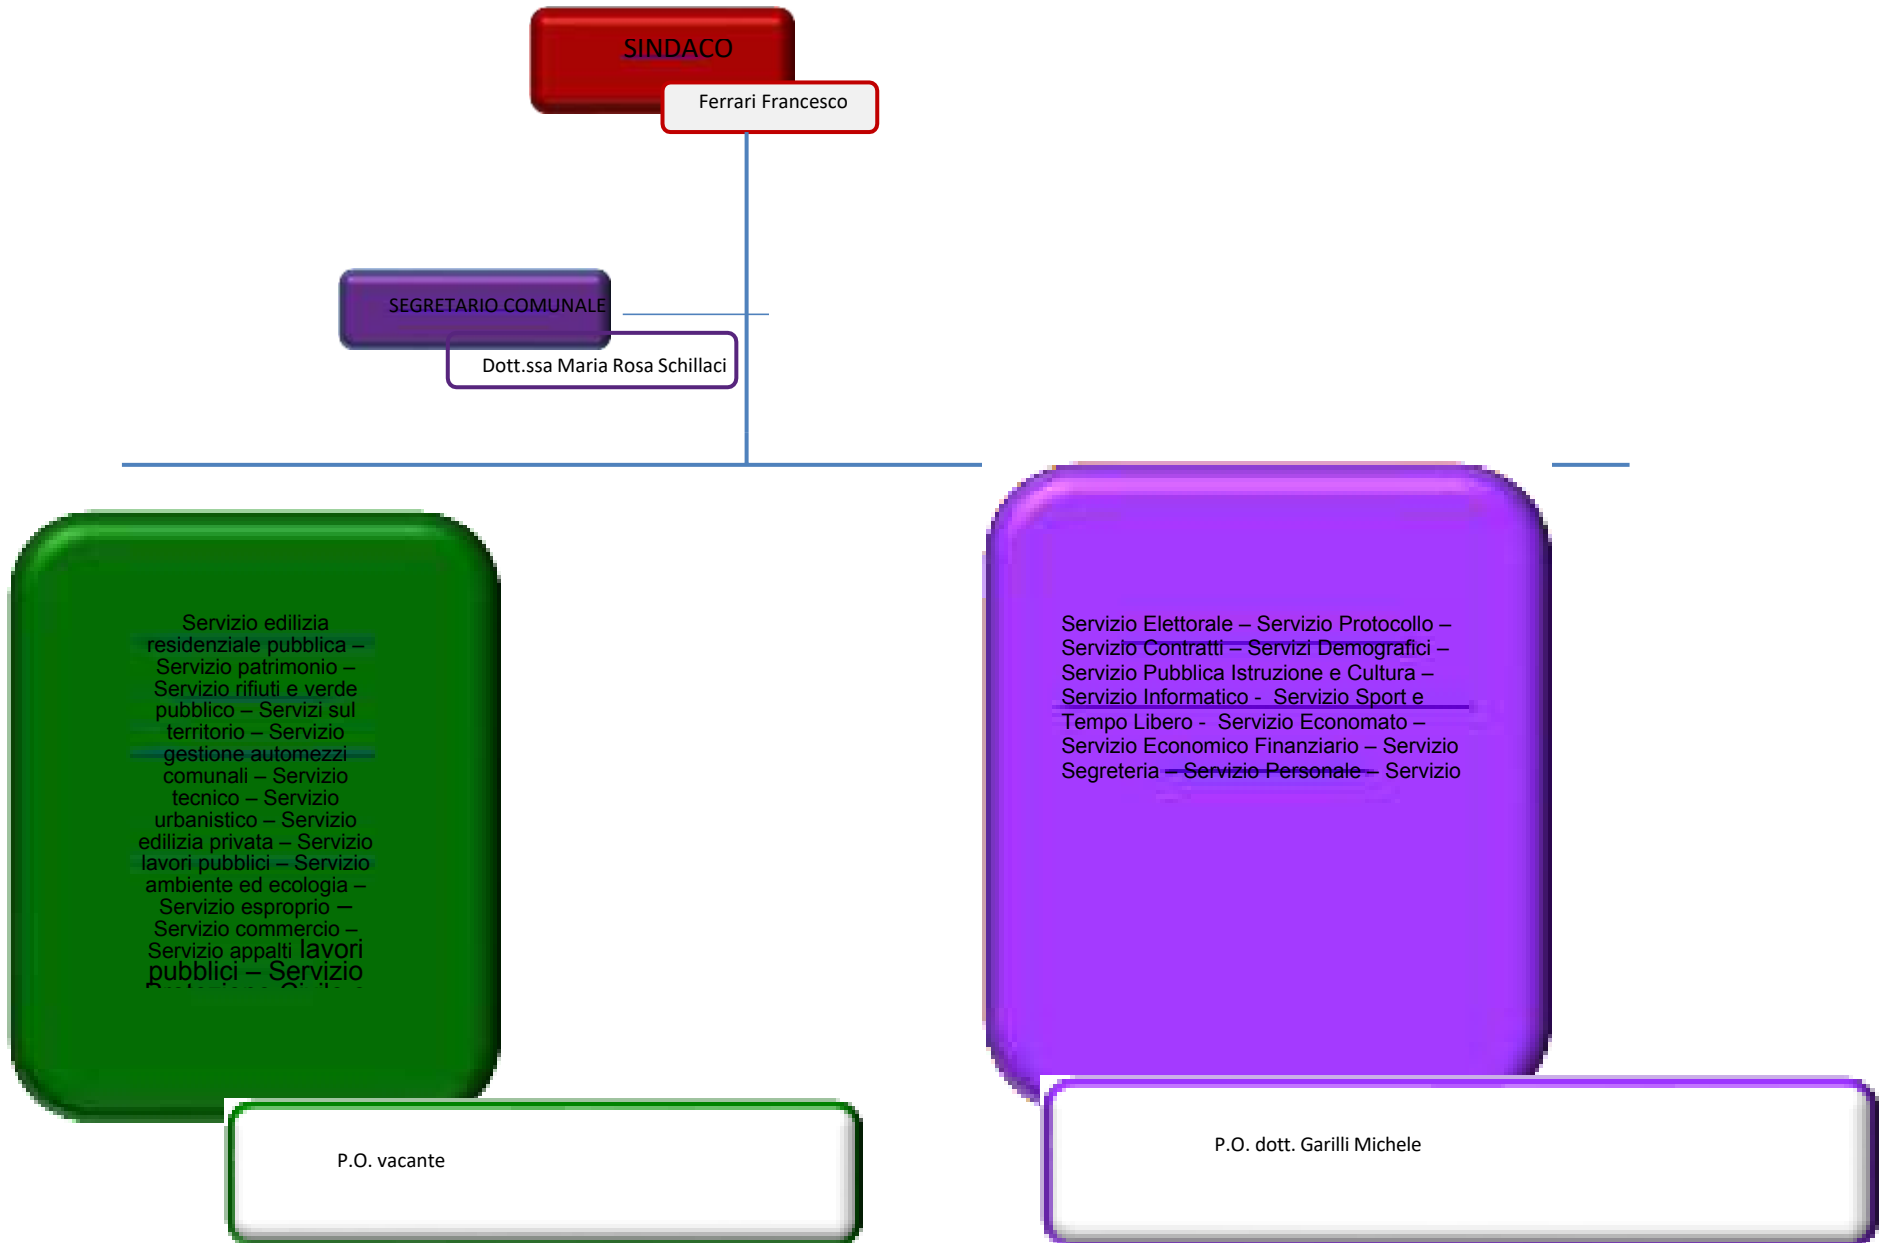 SINDACO
Ferrari Francesco
SEGRETARIO COMUNALE
Dott.ssa Maria Rosa Schillaci
Servizio edilizia
residenziale pubblica –
Servizio patrimonio –
Servizio rifiuti e verde
pubblico – Servizi sul
territorio – Servizio
gestione automezzi
comunali – Servizio
tecnico – Servizio
urbanistico – Servizio
edilizia privata – Servizio
lavori pubblici – Servizio
ambiente ed ecologia –
Servizio esproprio –
Servizio commercio –
Servizio appalti lavori
pubblici – Servizio
P.O. vacante
Servizio Elettorale – Servizio Protocollo –
Servizio Contratti – Servizi Demografici –
Servizio Pubblica Istruzione e Cultura –
Servizio Informatico - Servizio Sport e
Tempo Libero - Servizio Economato –
Servizio Economico Finanziario – Servizio
Segreteria – Servizio Personale – Servizio
P.O. dott. Garilli Michele